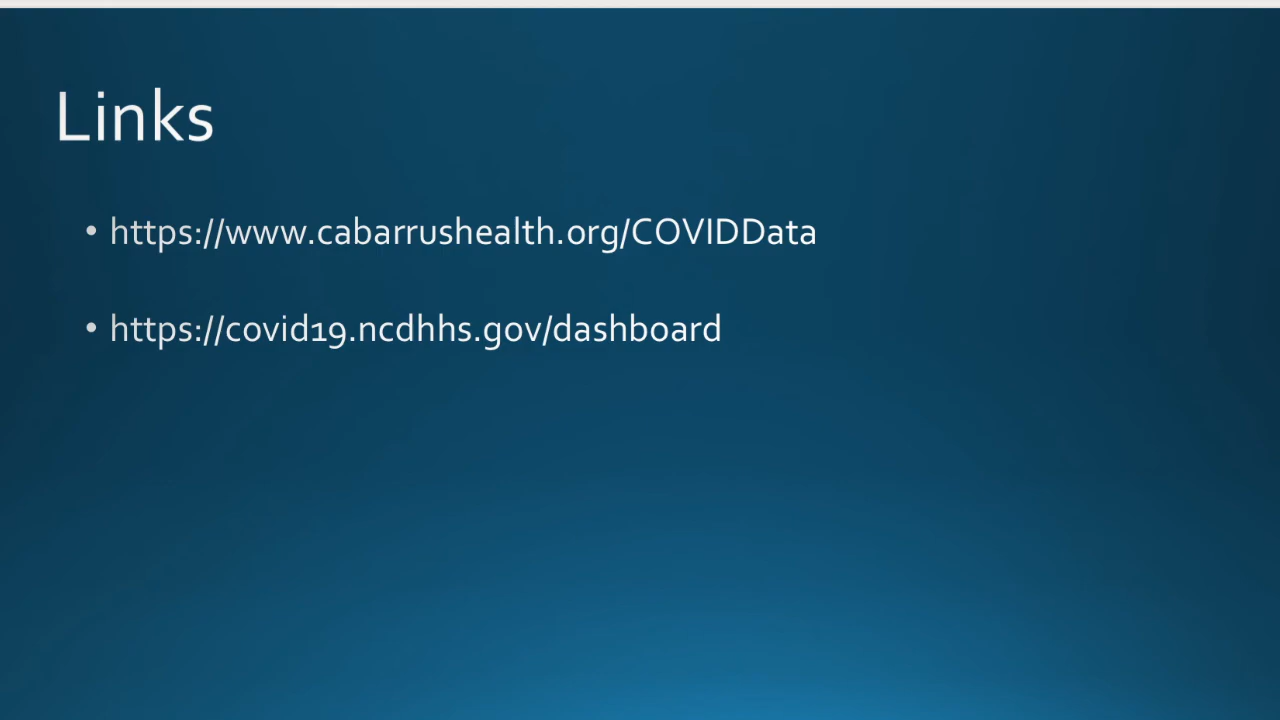 Links
• https://www.cabarrushealth.org/COVIDData
• https://covid19.ncdhhs.gov/dashboard